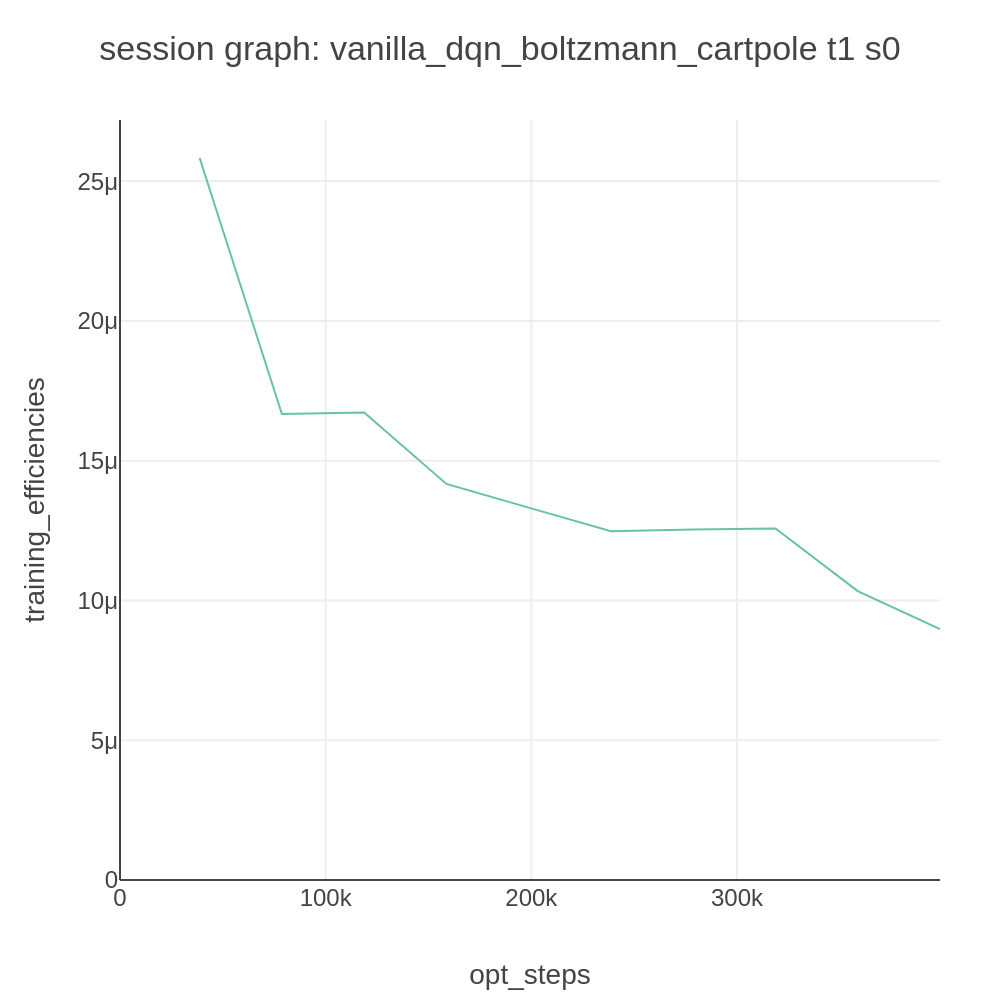 session graph: vanilla_dqn_boltzmann_cartpole t1 s0
training_efficiencies
25μ
20μ
15μ
10μ
5μ
0
0
100k
200k
300k
opt_steps